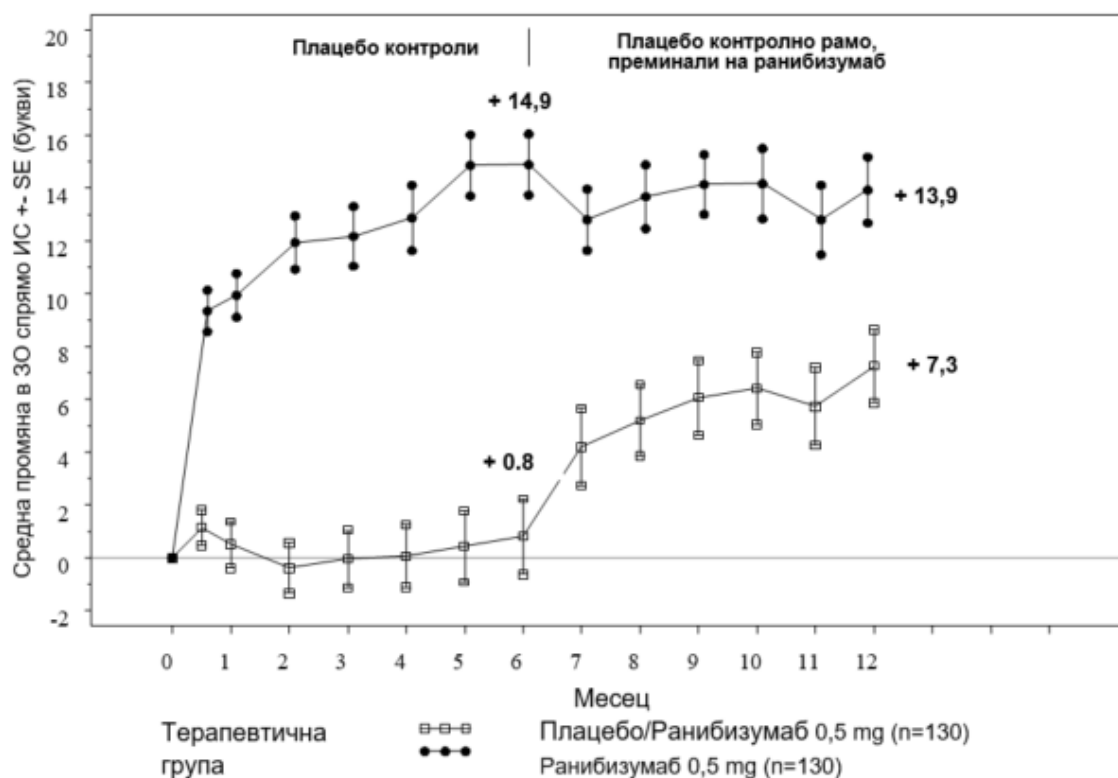 Плацебо контроли
Плацебо контролно рамо,
преминали на ранибизумаб
Средна промяна в ЗО спрямо ИС +- SE (букви)
20
18
16
14
12
10
8
6
4
2
0
-2
+ 14,9
+ 13,9
+ 0.8
+ 7,3
0 1 2 3 4 5 6 7 8 9 10 11 12
Месец
Терапевтична
група
Плацебо/Ранибизумаб 0,5 mg (n=130)
Ранибизумаб 0,5 mg (n=130)